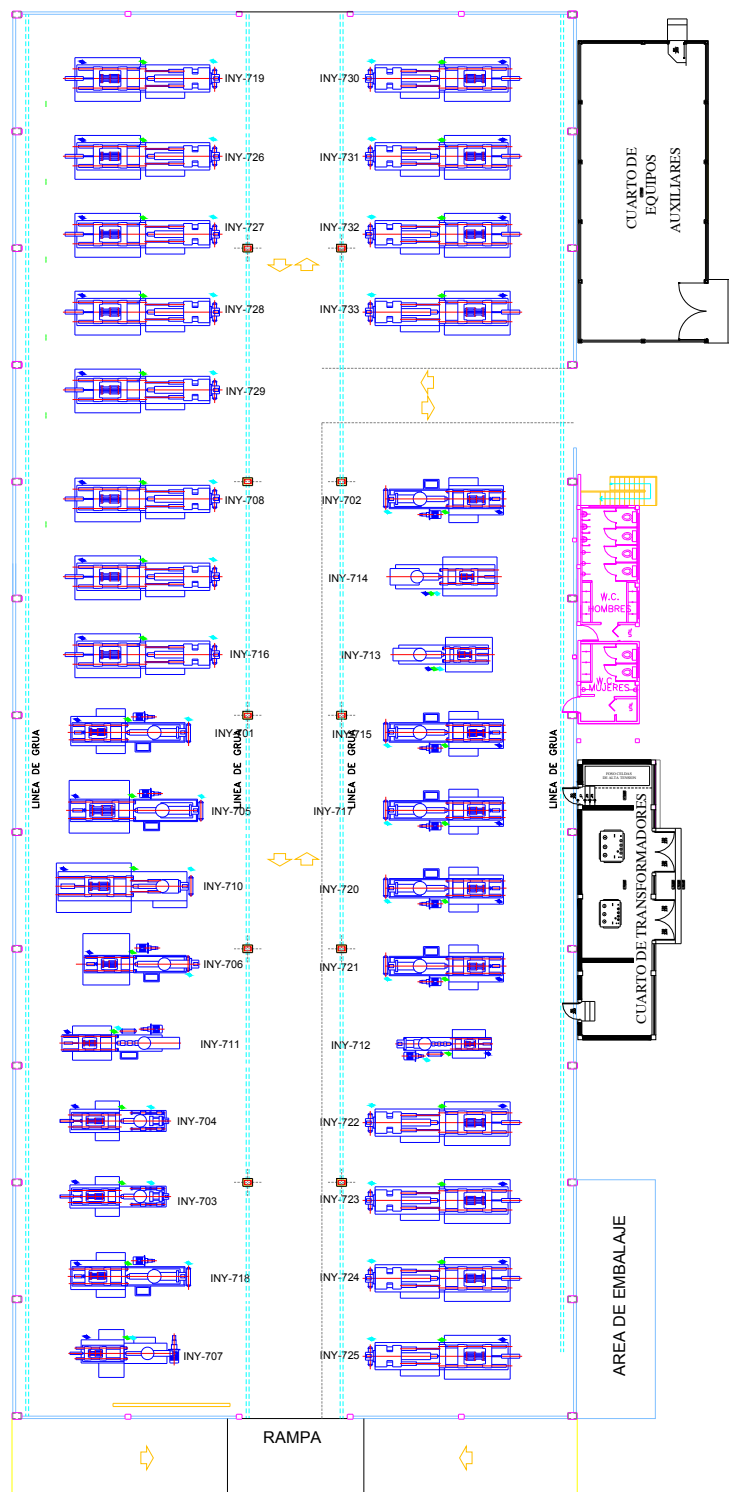 INY-719
INY-730
INY-726
INY-731
INY-727
INY-732
INY-728
INY-733
INY-729
INY-708
INY-702
INY-714
INY-716
INY-713
INY-701
INY-715
INY-705
INY-717
INY-710
INY-720
INY-706
INY-721
INY-711
INY-712
INY-704
INY-722
INY-703
INY-723
INY-718
INY-724
INY-707
INY-725
LINEA DE GRUA
LINEA DE GRUA
LINEA DE GRUA
LINEA DE GRUA
CUARTO DE
EQUIPOS
AUXILIARES
W.C.
HOMBRES
W.C.
MUJERES
CUARTO DE TRANSFORMADORES
AREA DE EMBALAJE
RAMPA